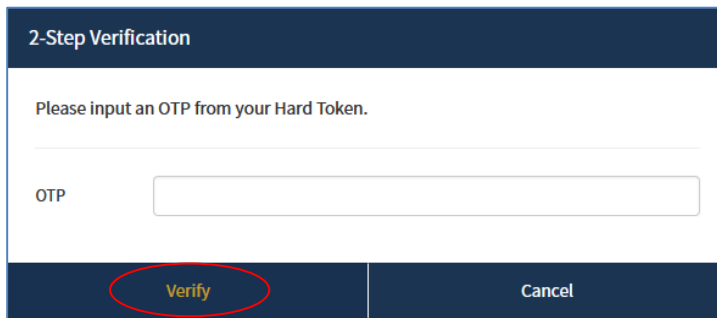 2-Step Verification
Please input an OTP from your Hard Token.
OTP
Verify
Cancel